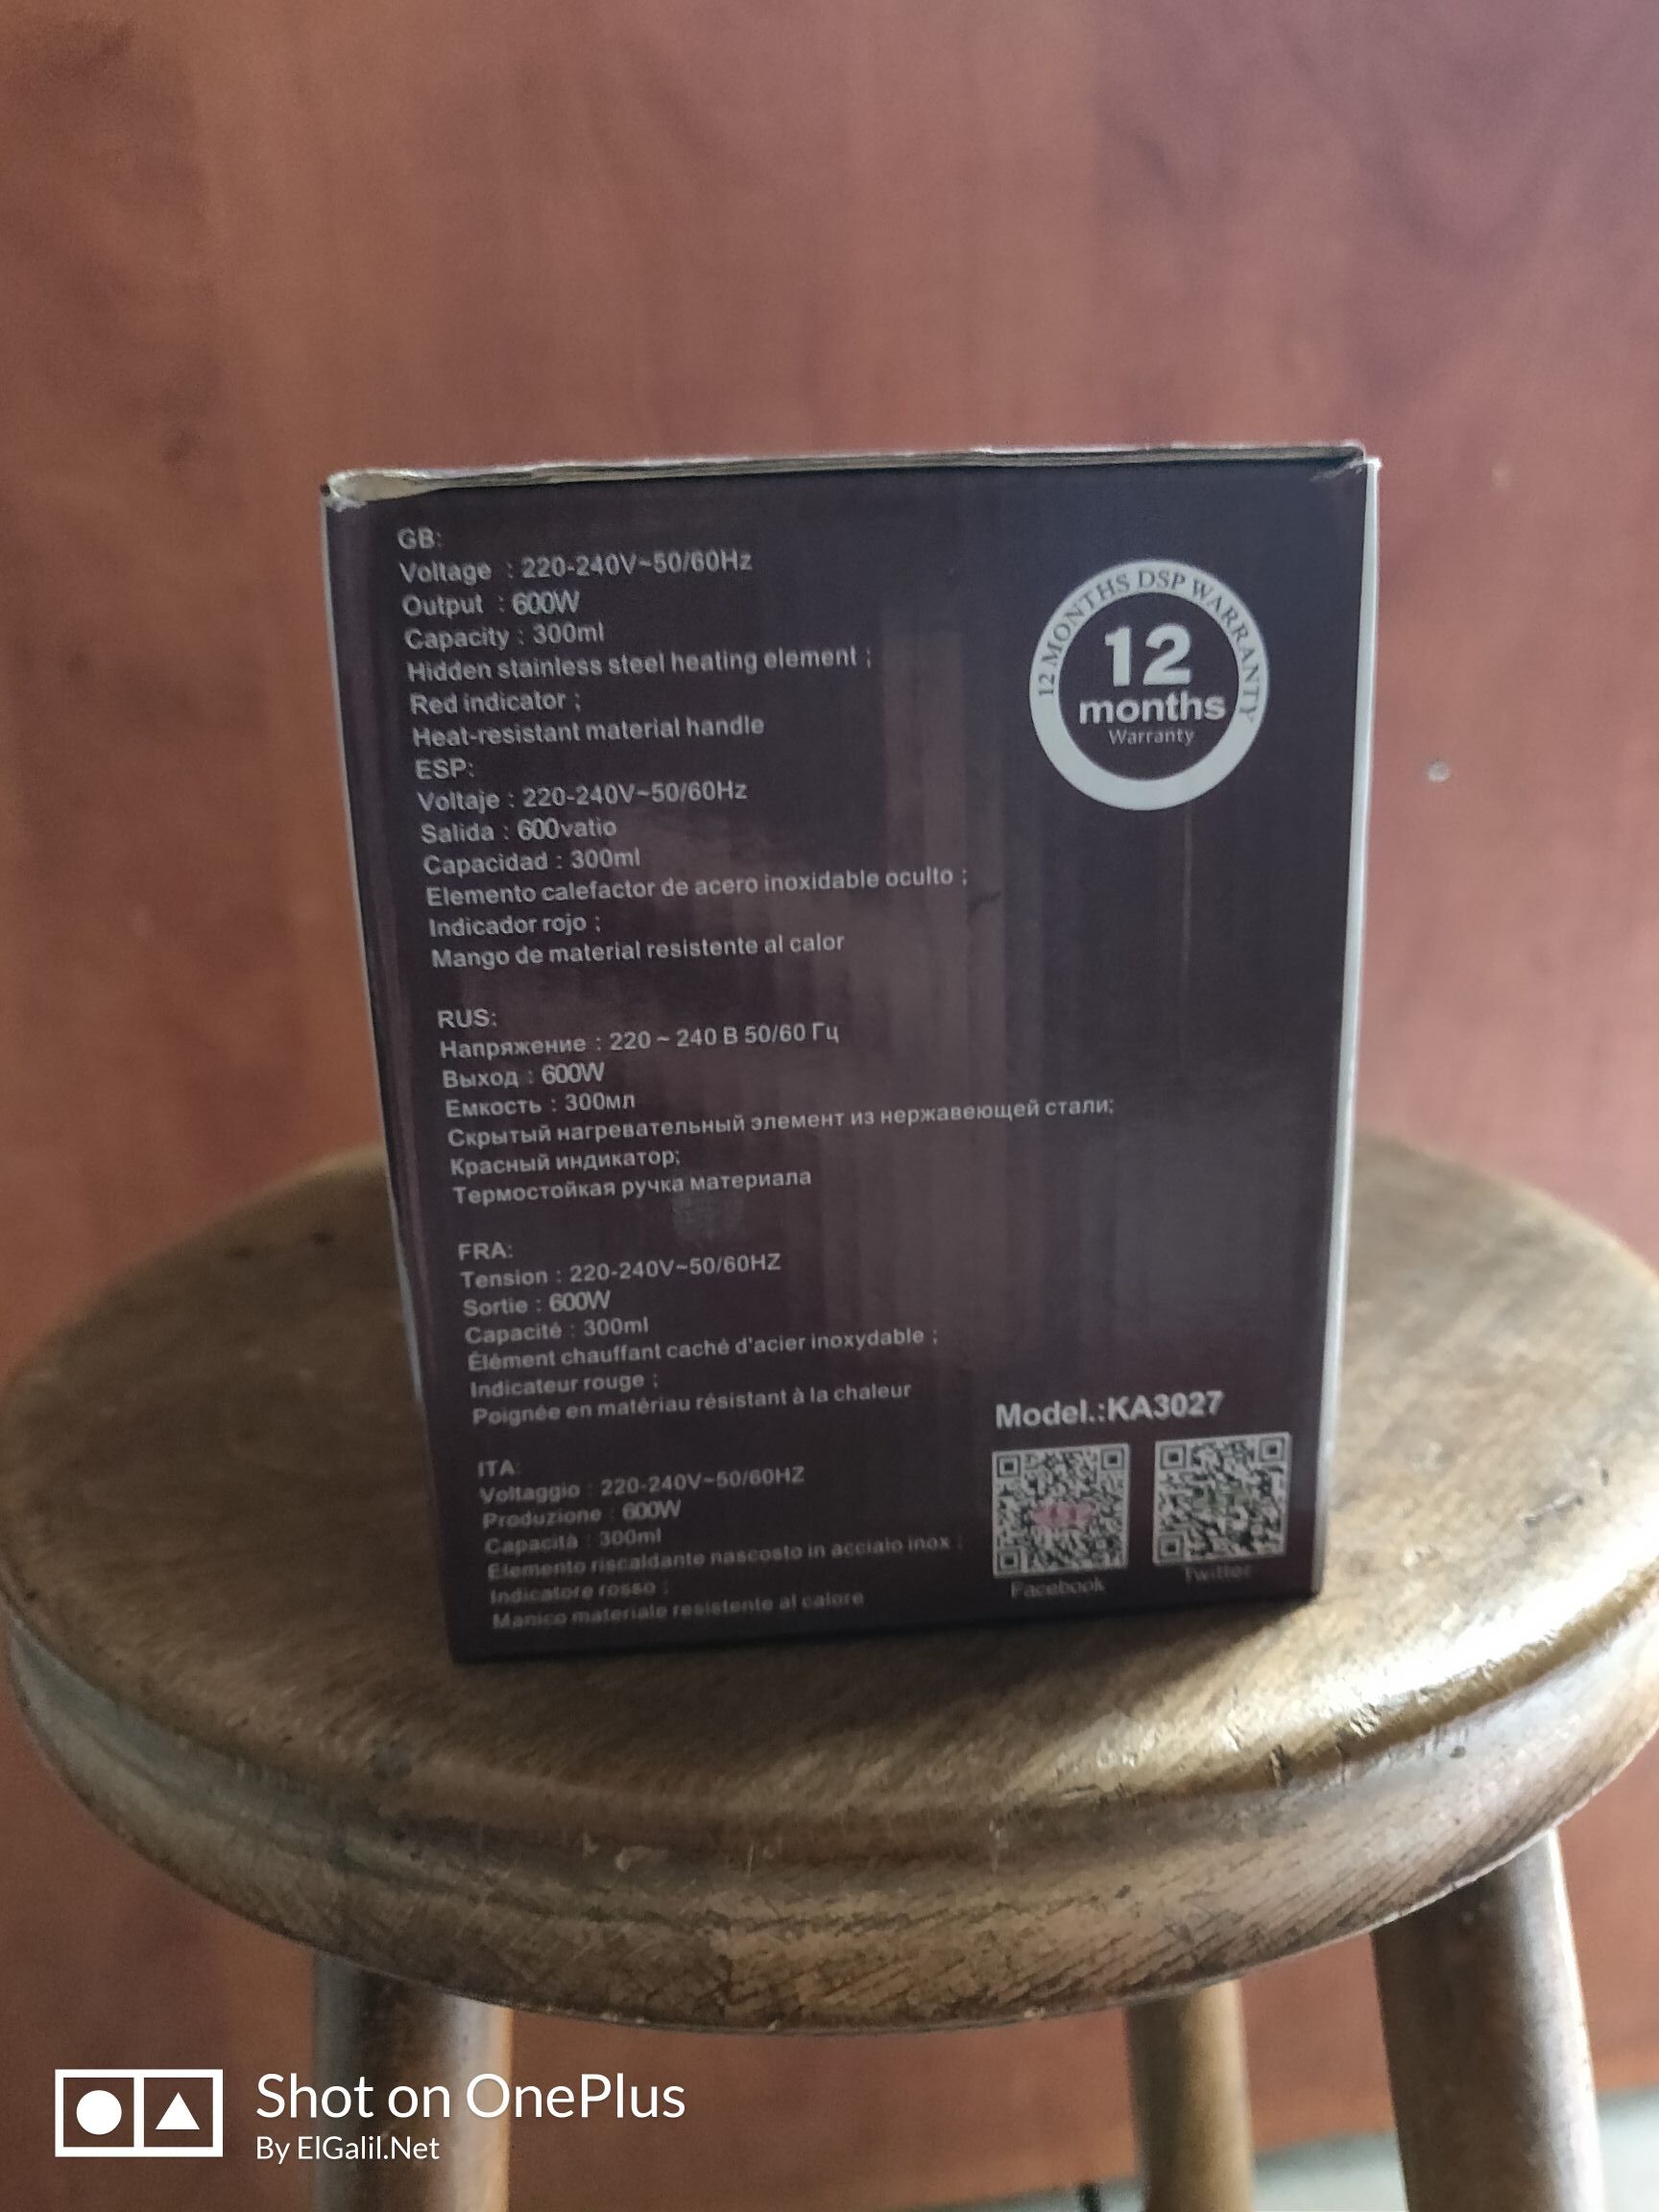 GB:
Voltage : 220-240V~50/60Hz
Output : 600W
Capacity : 300ml
Hidden stainless steel heating element ;
Red indicator ;
Heat-resistant material handle
ESP:
Voltaje : 220-240V~50/60Hz
Salida : 600vatio
Capacidad : 300ml
Elemento calefactor de acero inoxidable oculto ;
Indicador rojo ;
Mango de material resistente al calor
RUS:
Напряжение : 220 ~ 240 В 50/60 Гц
Выход : 600W
Емкость : 300мл
Скрытый нагревательный элемент из нержавеющей стали;
Красный индикатор;
Термостойкая ручка материала
FRA:
Tension : 220-240V~50/60HZ
Sortie : 600W
Capacité : 300ml
Élément chauffant caché d'acier inoxydable ;
Indicateur rouge ;
Poignée en matériau résistant à la chaleur
ITA:
Voltaggio : 220-240V~50/60HZ
Produzione : 600W
Capacità : 300ml
Elemento riscaldante nascosto in acciaio inox ;
Indicatore rosso ;
Manico materiale resistente al calore
12 MONTHS DSP WARRANTY
12
months
Warranty
Model.:KA3027
Facebook
Twitter
Shot on OnePlus
By ElGalil.Net